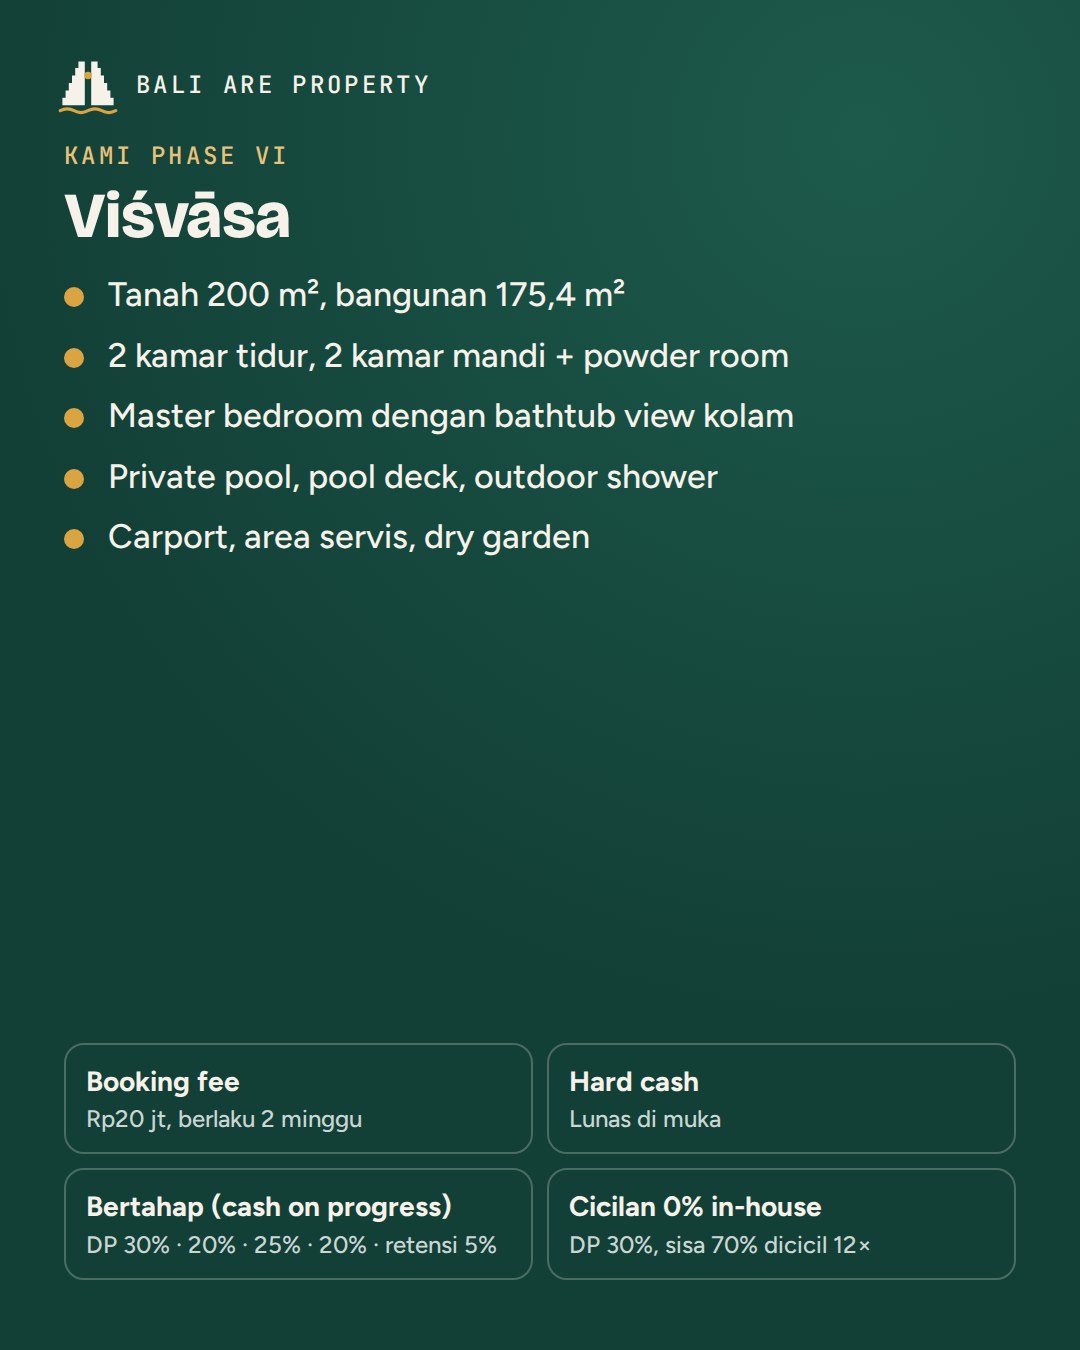 BALI ARE PROPERTY
KAMI PHASE VI
Viśvāsa
Tanah 200 m², bangunan 175,4 m²
2 kamar tidur, 2 kamar mandi + powder room
Master bedroom dengan bathtub view kolam
Private pool, pool deck, outdoor shower
Carport, area servis, dry garden
Booking fee
Rp20 jt, berlaku 2 minggu
Hard cash
Lunas di muka
Bertahap (cash on progress)
DP 30% · 20% · 25% · 20% · retensi 5%
Cicilan 0% in-house
DP 30%, sisa 70% dicicil 12×